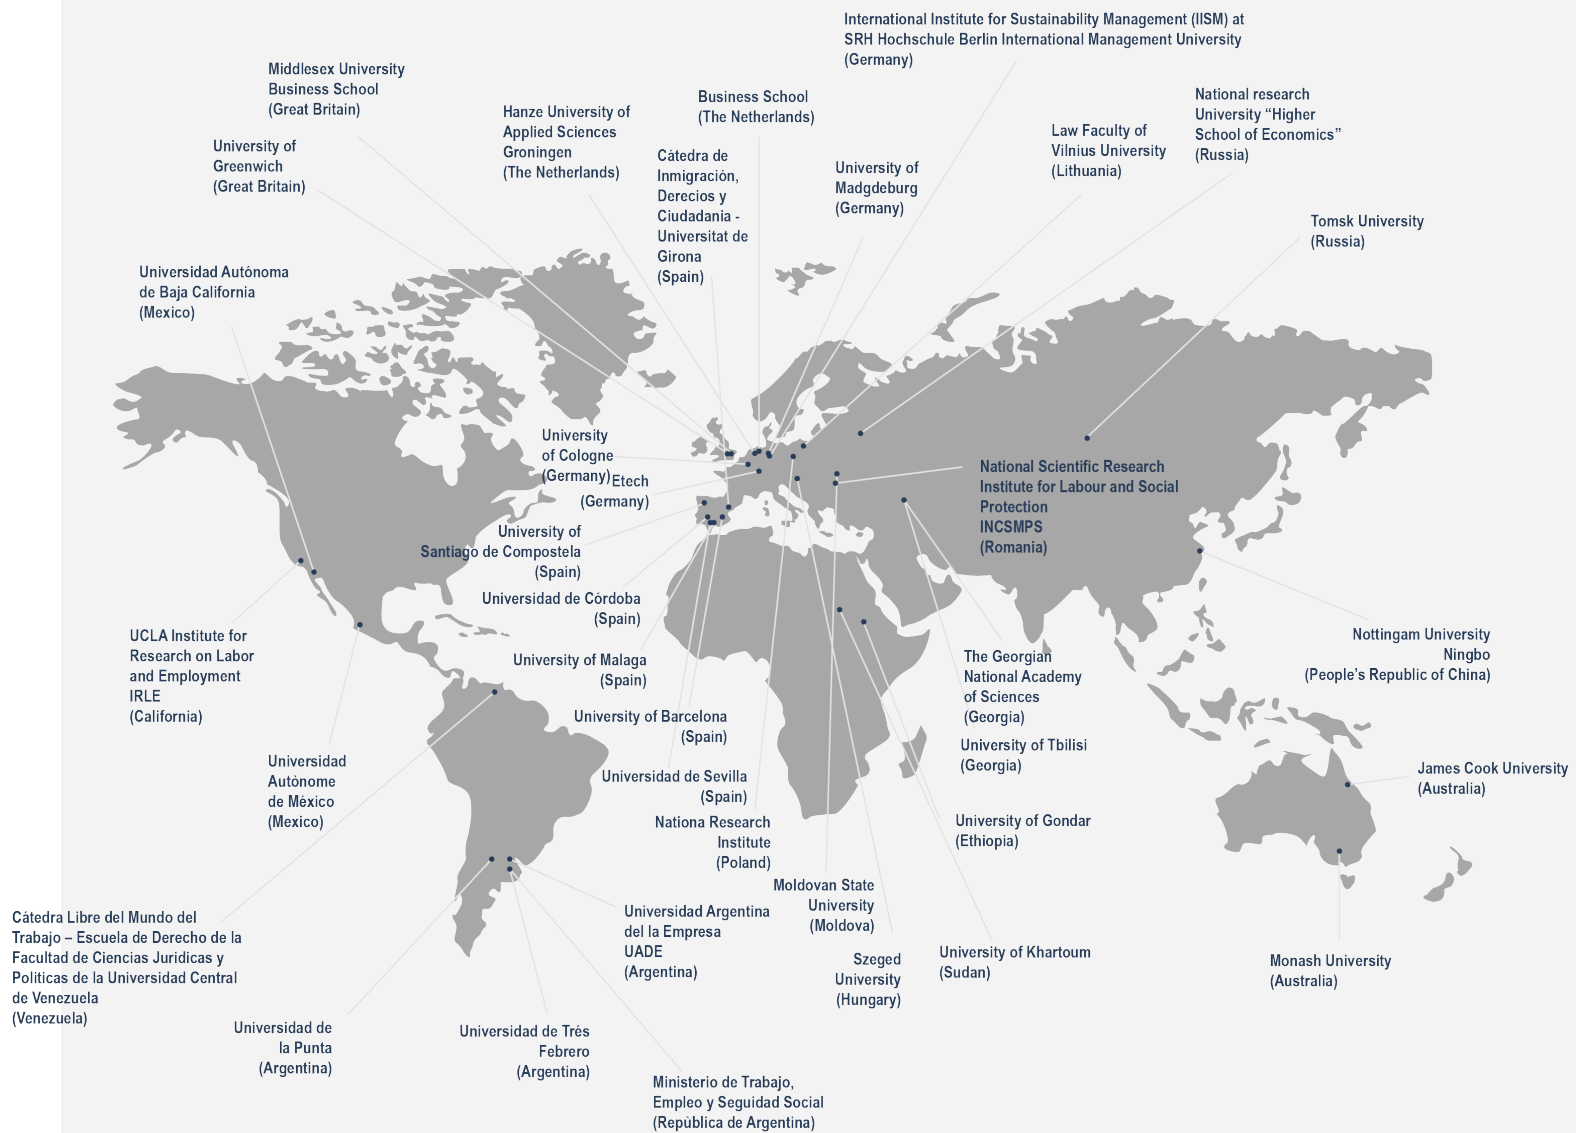 International Institute for Sustainability Management (IISM) at
SRH Hochschule Berlin International Management University
(Germany)
Middlesex University
Business School
(Great Britain)
Hanze University of
Applied Sciences
Groningen
(The Netherlands)
Business School
(The Netherlands)
National research
University “Higher
School of Economics”
(Russia)
University of
Greenwich
(Great Britain)
Cátedra de
Inmigración,
Derecios y
Ciudadania -
Universitat de
Girona
(Spain)
University of
Madgdeburg
(Germany)
Law Faculty of
Vilnius University
(Lithuania)
Tomsk University
(Russia)
Universidad Autónoma
de Baja California
(Mexico)
University
of Cologne
(Germany)
Etech
(Germany)
National Scientific Research
Institute for Labour and Social
Protection
INCSMPS
(Romania)
University of
Santiago de Compostela
(Spain)
Universidad de Córdoba
(Spain)
UCLA Institute for
Research on Labor
and Employment
IRLE
(California)
University of Malaga
(Spain)
The Georgian
National Academy
of Sciences
(Georgia)
Nottingam University
Ningbo
(People’s Republic of China)
University of Barcelona
(Spain)
University of Tbilisi
(Georgia)
Universidad
Autónome
de México
(Mexico)
Universidad de Sevilla
(Spain)
James Cook University
(Australia)
Nationa Research
Institute
(Poland)
University of Gondar
(Ethiopia)
Moldovan State
University
(Moldova)
Cátedra Libre del Mundo del
Trabajo – Escuela de Derecho de la
Facultad de Ciencias Juridicas y
Politicas de la Universidad Central
de Venezuela
(Venezuela)
Universidad Argentina
del la Empresa
UADE
(Argentina)
Szeged
University
(Hungary)
University of Khartoum
(Sudan)
Monash University
(Australia)
Universidad de
la Punta
(Argentina)
Universidad de Trés
Febrero
(Argentina)
Ministerio de Trabajo,
Empleo y Seguidad Social
(Repùblica de Argentina)